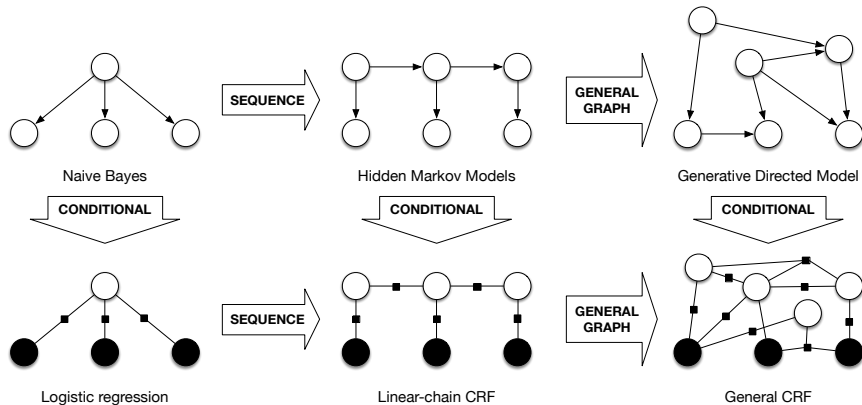 SEQUENCE
GENERAL
GRAPH
Naive Bayes
Hidden Markov Models
Generative Directed Model
CONDITIONAL
CONDITIONAL
CONDITIONAL
SEQUENCE
GENERAL
GRAPH
Logistic regression
Linear-chain CRF
General CRF